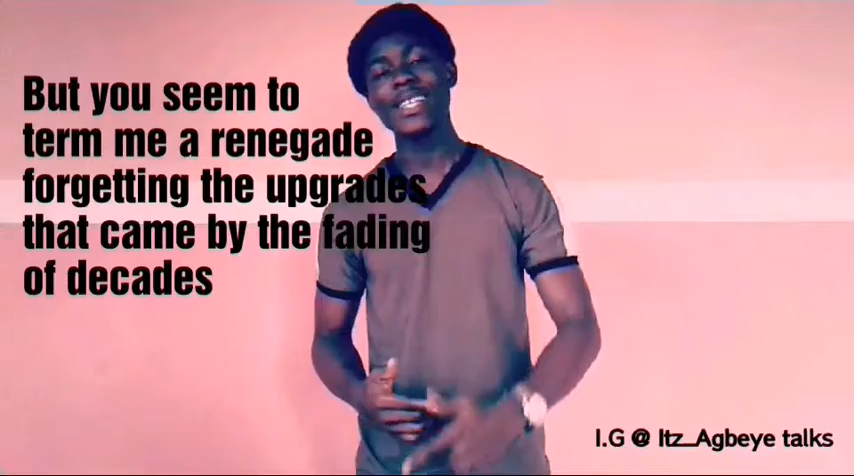 But you seem to
term me a renegade
forgetting the upgrades
that came by the fading
of decades
I.G @ Itz_Agbeye talks